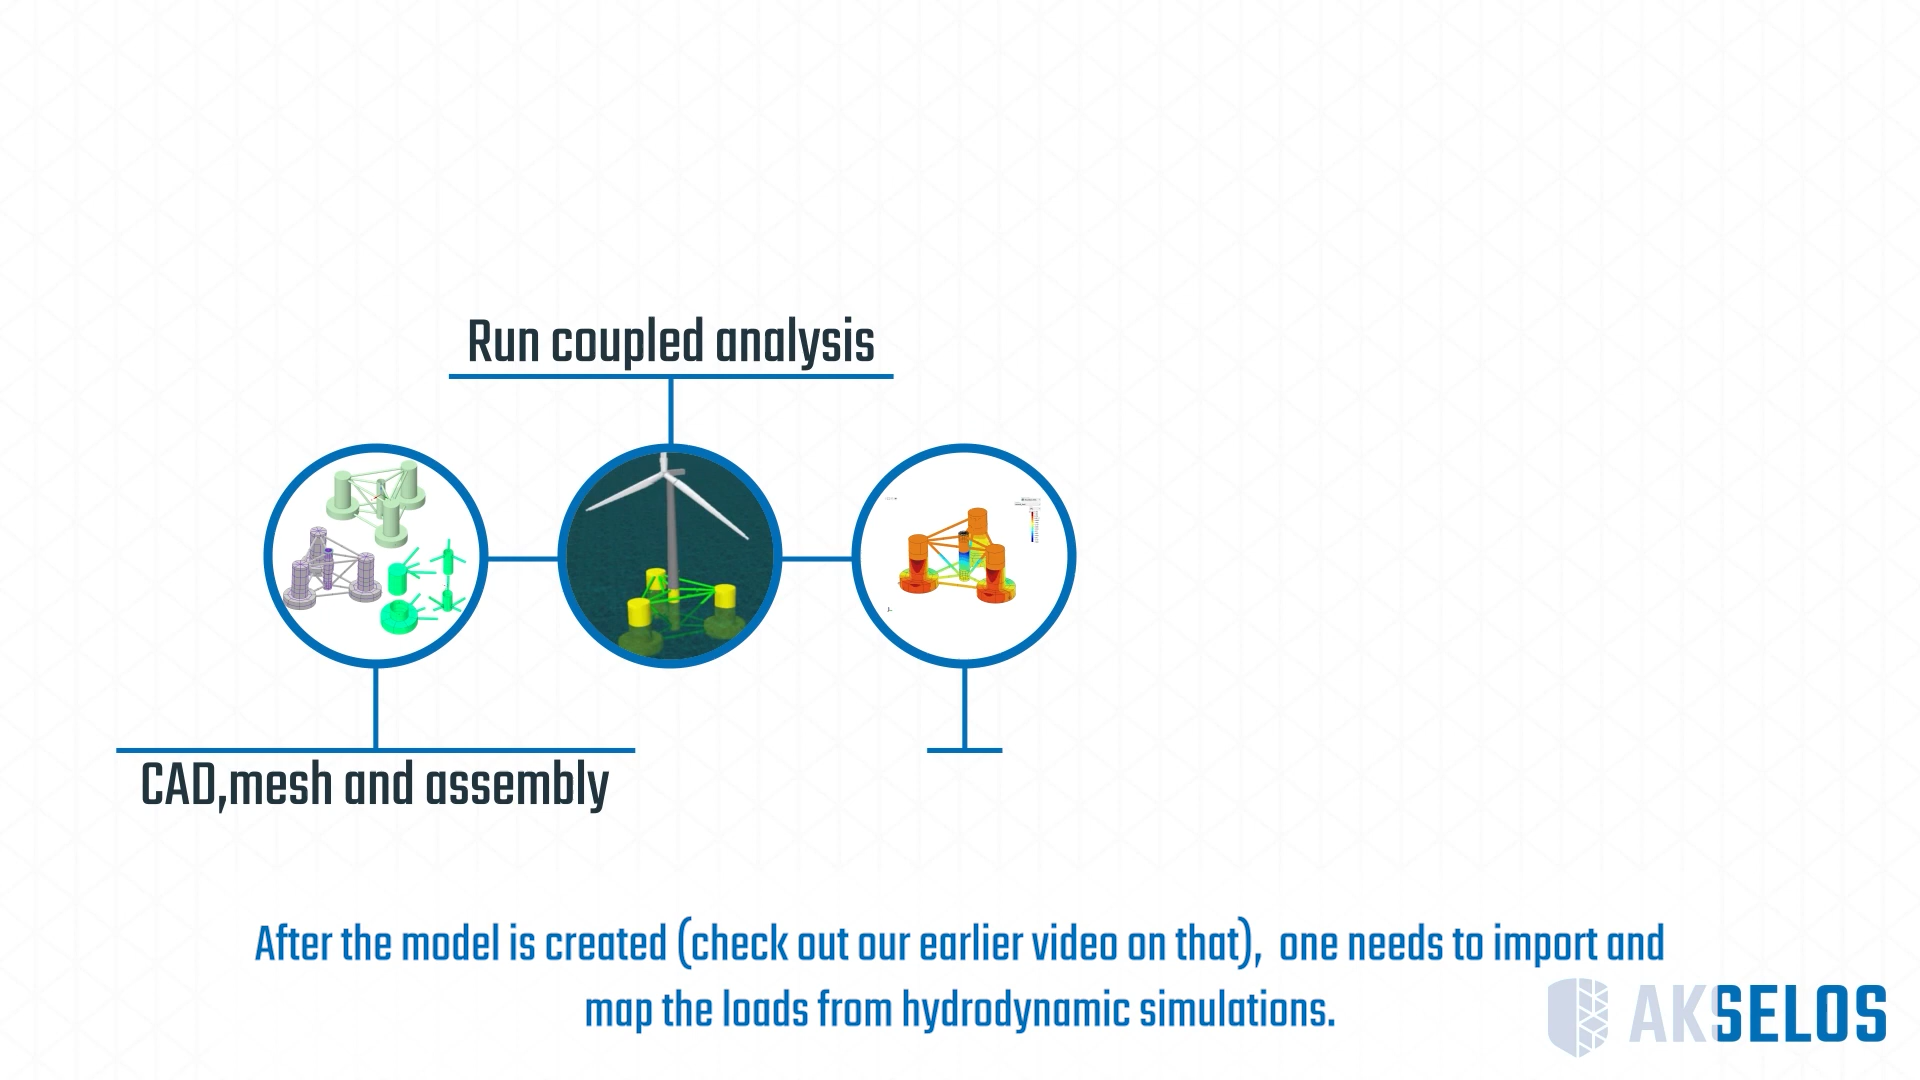 Run coupled analysis
CAD,mesh and assembly
After the model is created (check out our earlier video on that), one needs to import and
map the loads from hydrodynamic simulations.
AKSELOS